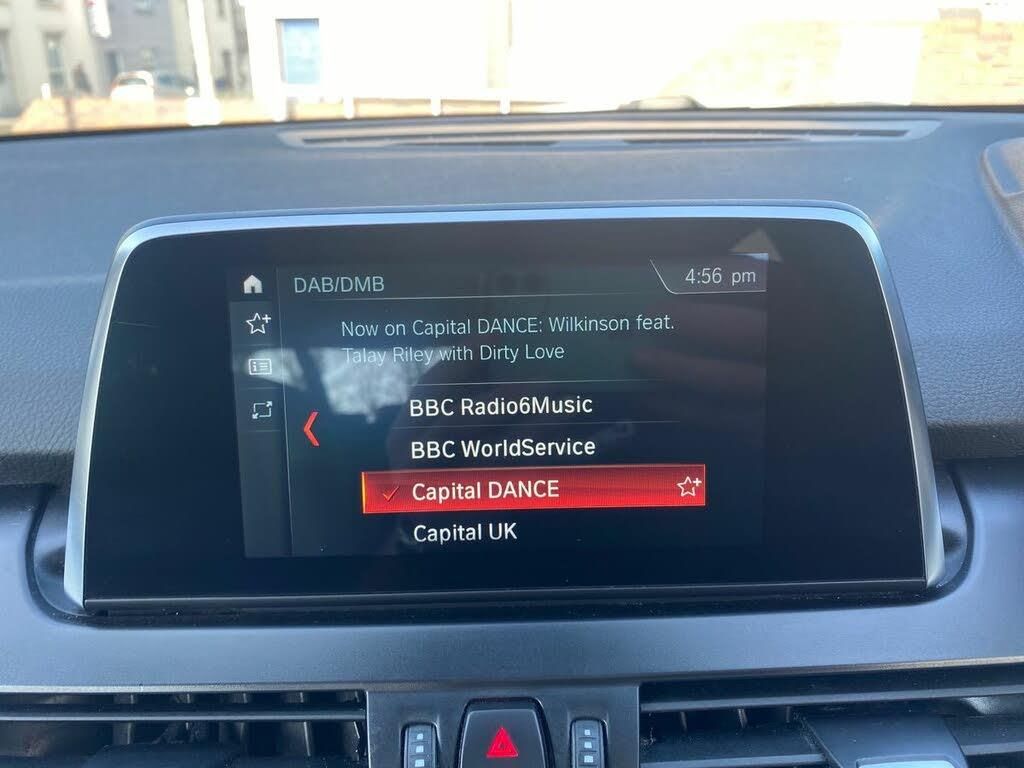 DAB/DMB
4:56 pm
Now on Capital DANCE: Wilkinson feat.
Talay Riley with Dirty Love
BBC Radio6Music
BBC WorldService
Capital DANCE
Capital UK